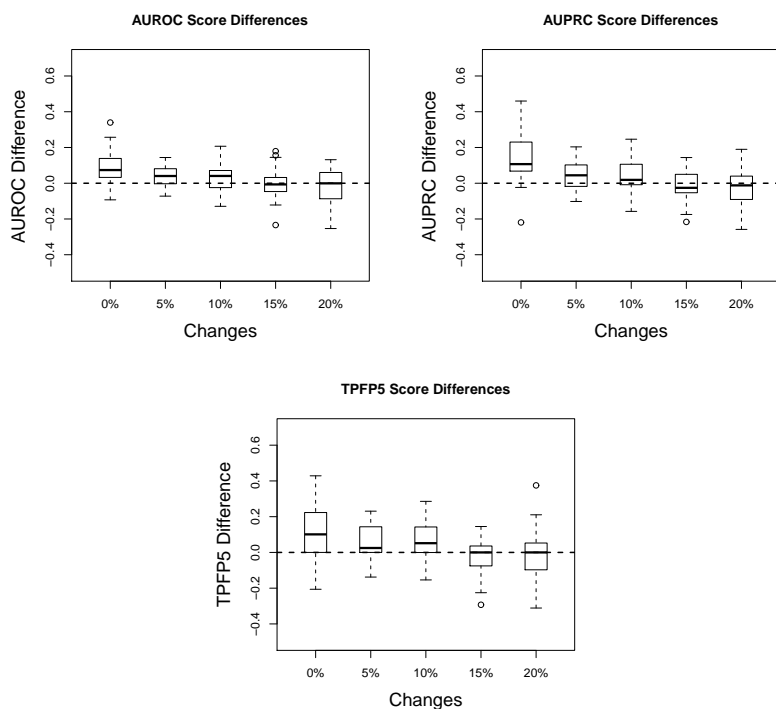 AUROC Score Differences
AUROC Difference
0.6
0.4
0.2
0.0
−0.2
−0.4
0% 5% 10% 15% 20%
Changes
AUPRC Score Differences
AUPRC Difference
0.6
0.4
0.2
0.0
−0.2
−0.4
0% 5% 10% 15% 20%
Changes
TPFP5 Score Differences
TPFP5 Difference
0.6
0.4
0.2
0.0
−0.2
−0.4
0% 5% 10% 15% 20%
Changes